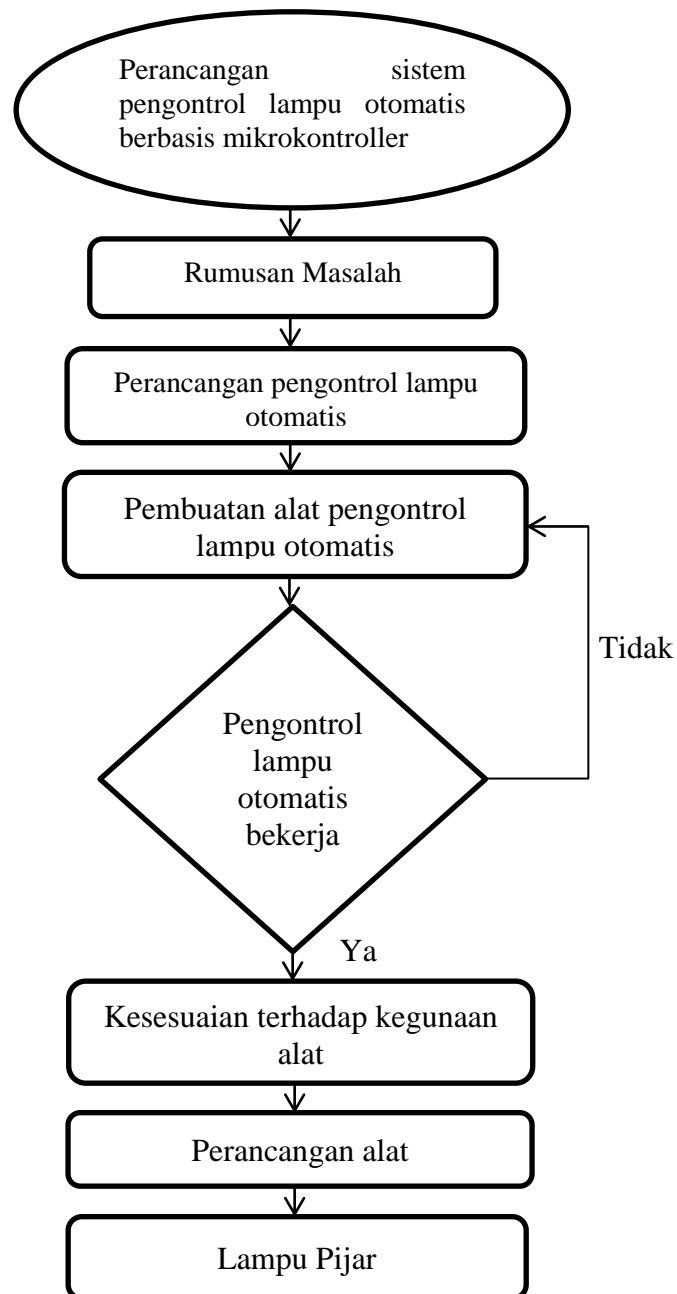 Perancangan sistem
pengontrol lampu otomatis
berbasis mikrokontroller
Rumusan Masalah
Perancangan pengontrol lampu
otomatis
Pembuatan alat pengontrol
lampu otomatis
Tidak
Pengontrol
lampu
otomatis
bekerja
Ya
Kesesuaian terhadap kegunaan
alat
Perancangan alat
Lampu Pijar